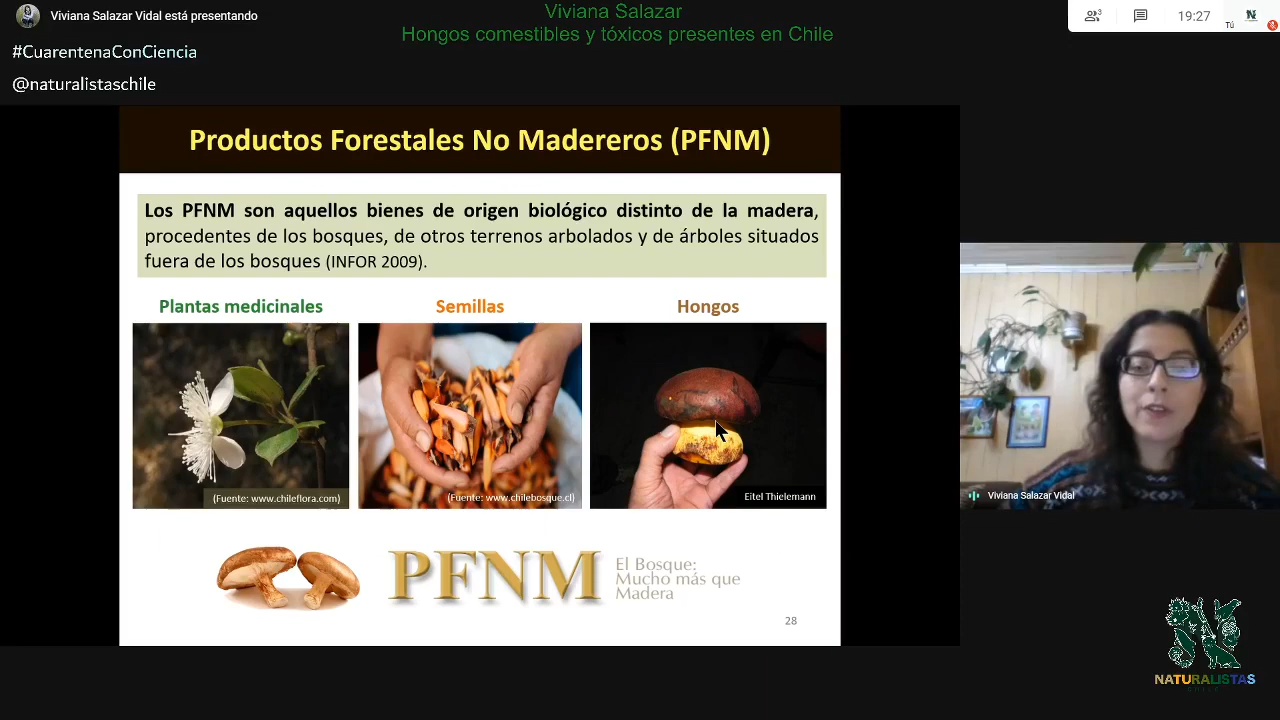 Viviana Salazar Vidal está presentando
Viviana Salazar
Hongos comestibles y tóxicos presentes en Chile
3
19:27
Tú
#CuarentenaConCiencia
@naturalistaschile
Productos Forestales No Madereros (PFNM)
Los PFNM son aquellos bienes de origen biológico distinto de la madera,
procedentes de los bosques, de otros terrenos arbolados y de árboles situados
fuera de los bosques (INFOR 2009).
Plantas medicinales
Semillas
Hongos
(Fuente: www.chileflora.com)
(Fuente: www.chilebosque.cl)
Eitel Thielemann
Viviana Salazar Vidal
PFNM
El Bosque:
Mucho más que
Madera
28
NATURALISTAS
CHILE